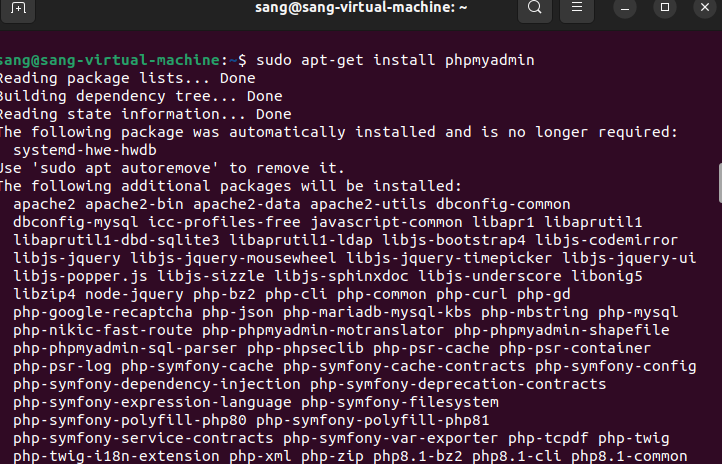 sang@sang-virtual-machine: ~
sang@sang-virtual-machine:~$ sudo apt-get install phpmyadmin
Reading package lists... Done
Building dependency tree... Done
Reading state information... Done
The following package was automatically installed and is no longer required:
systemd-hwe-hwdb
Use 'sudo apt autoremove' to remove it.
The following additional packages will be installed:
apache2 apache2-bin apache2-data apache2-utils dbconfig-common
dbconfig-mysql icc-profiles-free javascript-common libapr1 libaprutil1
libaprutil1-dbd-sqlite3 libaprutil1-ldap libjs-bootstrap4 libjs-codemirror
libjs-jquery libjs-jquery-mousewheel libjs-jquery-timepicker libjs-jquery-ui
libjs-popper.js libjs-sizzle libjs-sphinxdoc libjs-underscore libonig5
libzip4 node-jquery php-bz2 php-cli php-common php-curl php-gd
php-google-recaptcha php-json php-mariadb-mysql-kbs php-mbstring php-mysql
php-nikic-fast-route php-phpmyadmin-motranslator php-phpmyadmin-shapefile
php-phpmyadmin-sql-parser php-phpseclib php-psr-cache php-psr-container
php-psr-log php-symfony-cache php-symfony-cache-contracts php-symfony-config
php-symfony-dependency-injection php-symfony-deprecation-contracts
php-symfony-expression-language php-symfony-filesystem
php-symfony-polyfill-php80 php-symfony-polyfill-php81
php-symfony-service-contracts php-symfony-var-exporter php-tcpdf php-twig
php-twig-i18n-extension php-xml php-zip php8.1-bz2 php8.1-cli php8.1-common